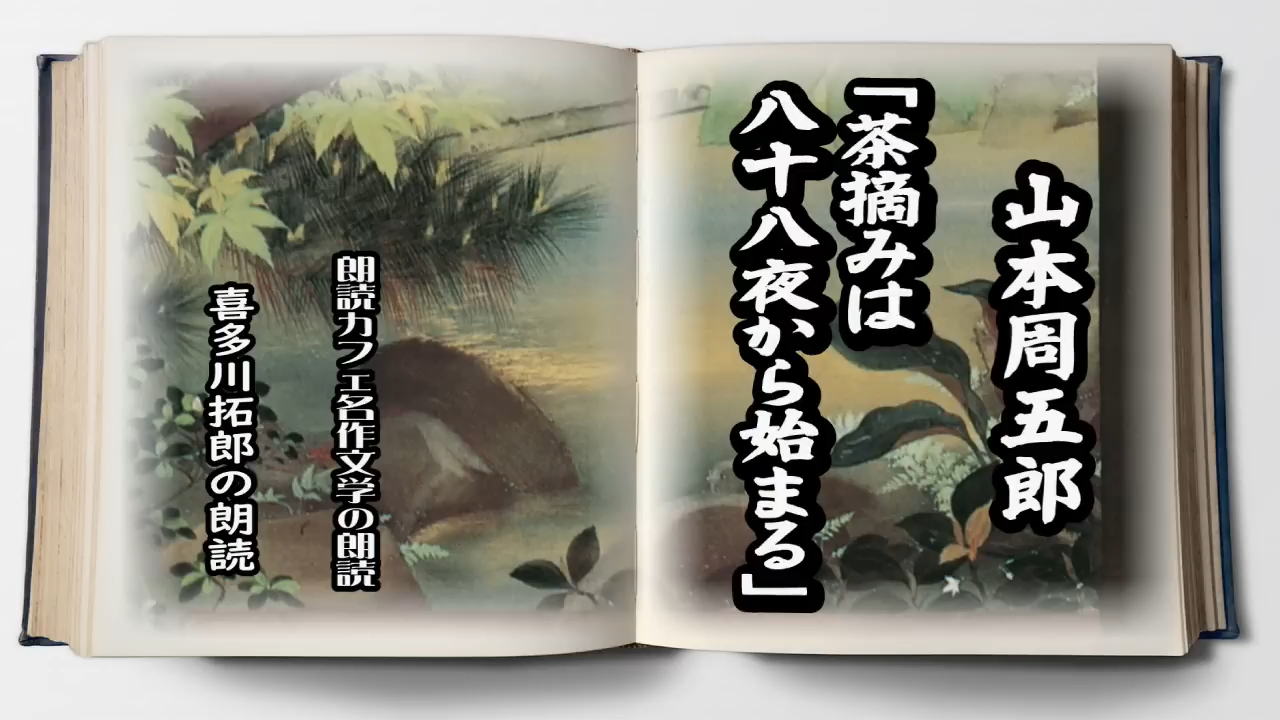 山本周五郎
「茶摘みは
八十八夜から始まる」
朗読カフェ名作文学の朗読
喜多川拓郎の朗読